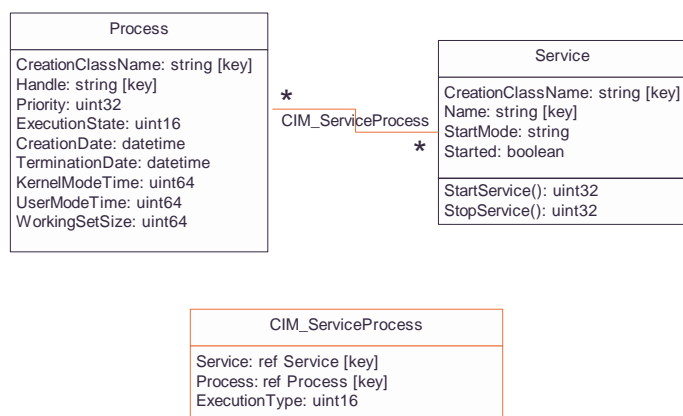 Process
CreationClassName: string [key]
Handle: string [key]
Priority: uint32
ExecutionState: uint16
CreationDate: datetime
TerminationDate: datetime
KernelModeTime: uint64
UserModeTime: uint64
WorkingSetSize: uint64
*
CIM_ServiceProcess
*
Service
CreationClassName: string [key]
Name: string [key]
StartMode: string
Started: boolean
StartService(): uint32
StopService(): uint32
CIM_ServiceProcess
Service: ref Service [key]
Process: ref Process [key]
ExecutionType: uint16